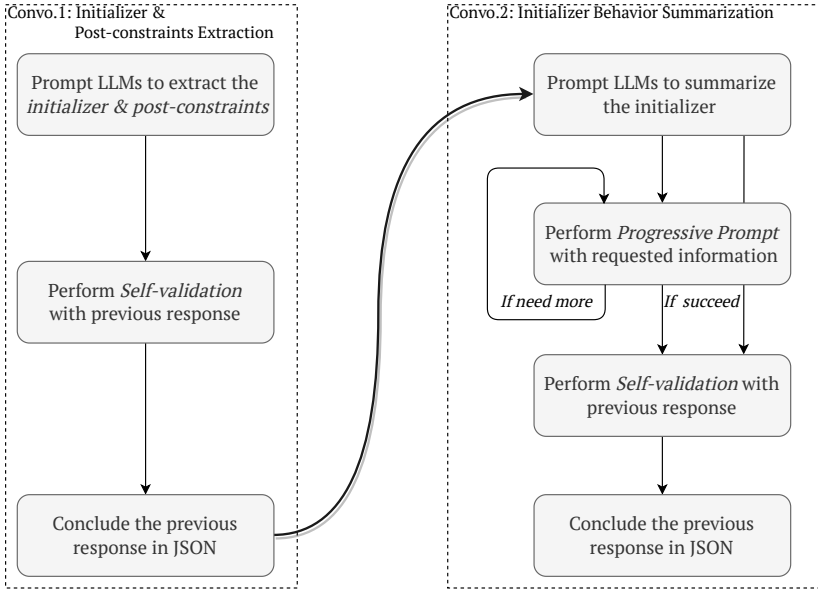 Convo.1: Initializer &
Post-constraints Extraction
Prompt LLMs to extract the
initializer & post-constraints
Perform Self-validation
with previous response
Conclude the previous
response in JSON
Convo.2: Initializer Behavior Summarization
Prompt LLMs to summarize
the initializer
Perform Progressive Prompt
with requested information
If need more
If succeed
Perform Self-validation with
previous response
Conclude the previous
response in JSON